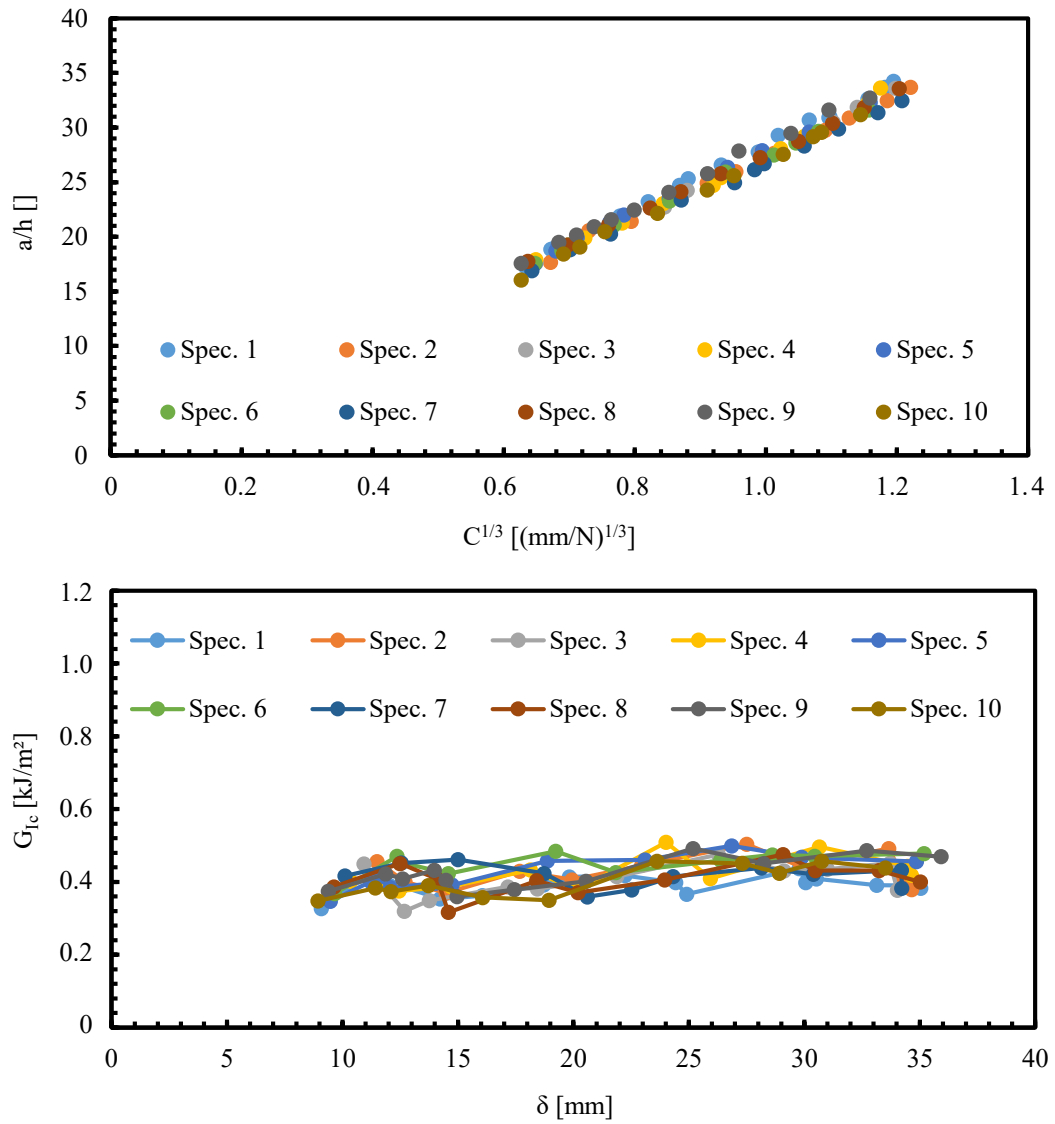 40
35
30
25
20
15
10
5
0
a/h []
Spec. 1 Spec. 2 Spec. 3 Spec. 4 Spec. 5
Spec. 6 Spec. 7 Spec. 8 Spec. 9 Spec. 10
0 0.2 0.4 0.6 0.8 1.0 1.2 1.4
C^1/3 [(mm/N)^1/3]
1.2
1.0
0.8
0.6
0.4
0.2
0
G_Ic [kJ/m²]
Spec. 1 Spec. 2 Spec. 3 Spec. 4 Spec. 5
Spec. 6 Spec. 7 Spec. 8 Spec. 9 Spec. 10
0 5 10 15 20 25 30 35 40
δ [mm]